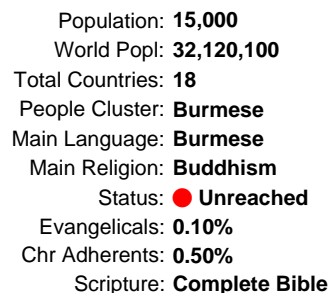 Population: 15,000
World Popl: 32,120,100
Total Countries: 18
People Cluster: Burmese
Main Language: Burmese
Main Religion: Buddhism
Status: Unreached
Evangelicals: 0.10%
Chr Adherents: 0.50%
Scripture: Complete Bible